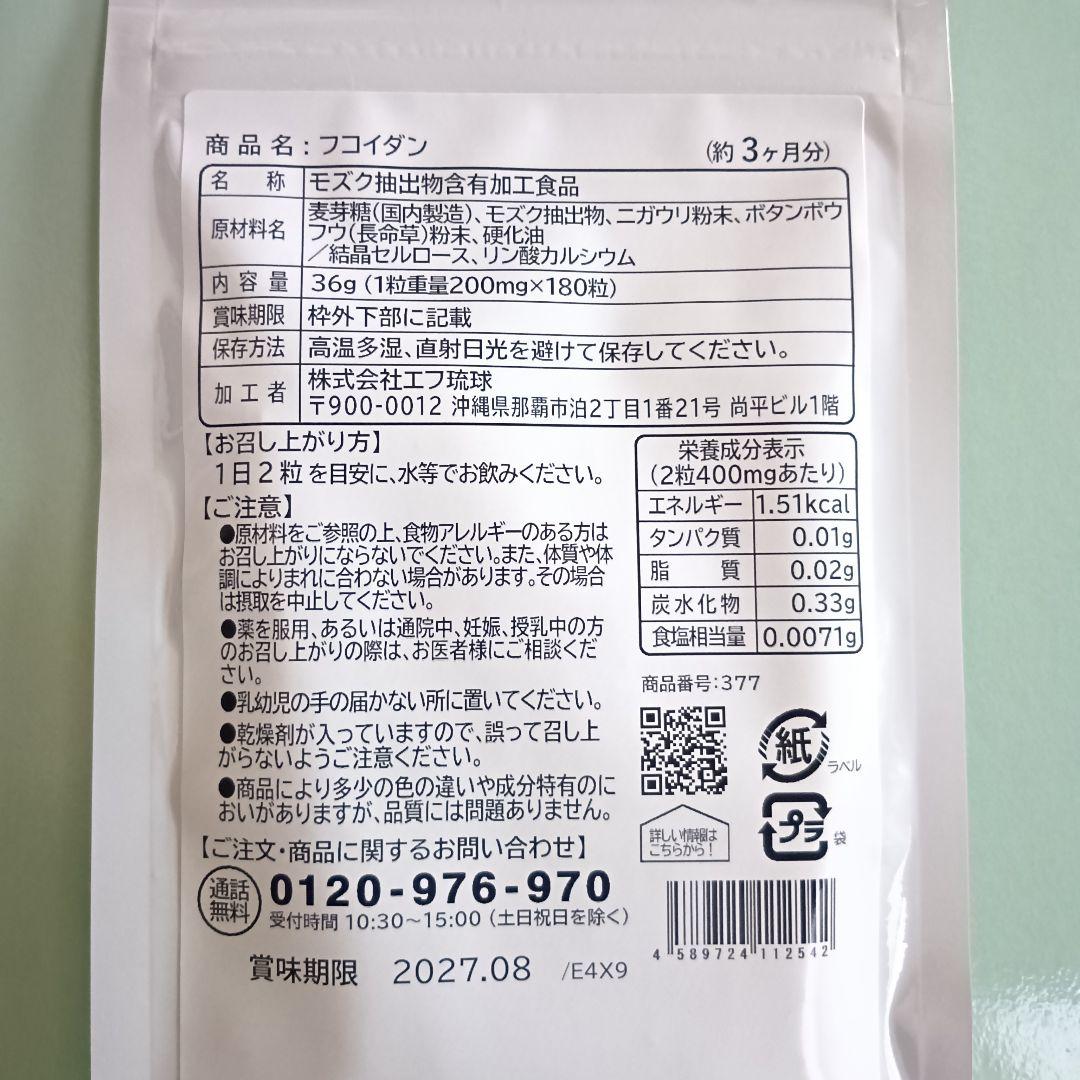 商品名:フコイダン (約3ヶ月分)
名称 モズク抽出物含有加工食品
原材料名 麦芽糖(国内製造)、モズク抽出物、ニガウリ粉末、ボタンボウ
フウ(長命草)粉末、硬化油
/結晶セルロース、リン酸カルシウム
内容量 36g(1粒重量200mg×180粒)
賞味期限 枠外下部に記載
保存方法 高温多湿、直射日光を避けて保存してください。
加工者 株式会社エフ琉球
〒900-0012 沖縄県那覇市泊2丁目1番21号 尚平ビル1階
【お召し上がり方】
1日2粒を目安に、水等でお飲みください。
【ご注意】
●原材料をご参照の上、食物アレルギーのある方は
お召し上がりにならないでください。また、体質や体
調によりまれに合わない場合があります。その場合
は摂取を中止してください。
●薬を服用、あるいは通院中、妊娠、授乳中の方
のお召し上がりの際は、お医者様にご相談くだ
さい。
●乳幼児の手の届かない所に置いてください。
●乾燥剤が入っていますので、誤って召し上
がらないようご注意ください。
●商品により多少の色の違いや成分特有のに
おいがありますが、品質には問題ありません。
栄養成分表示
(2粒400mgあたり)
エネルギー 1.51kcal
タンパク質 0.01g
脂質 0.02g
炭水化物 0.33g
食塩相当量 0.0071g
商品番号:377
紙 ラベル
プラ 袋
詳しい情報は
こちらから!
【ご注文・商品に関するお問い合わせ】
通話
無料 0120-976-970
受付時間 10:30〜15:00(土日祝日を除く)
4 589724 112542
賞味期限 2027.08 /E4X9